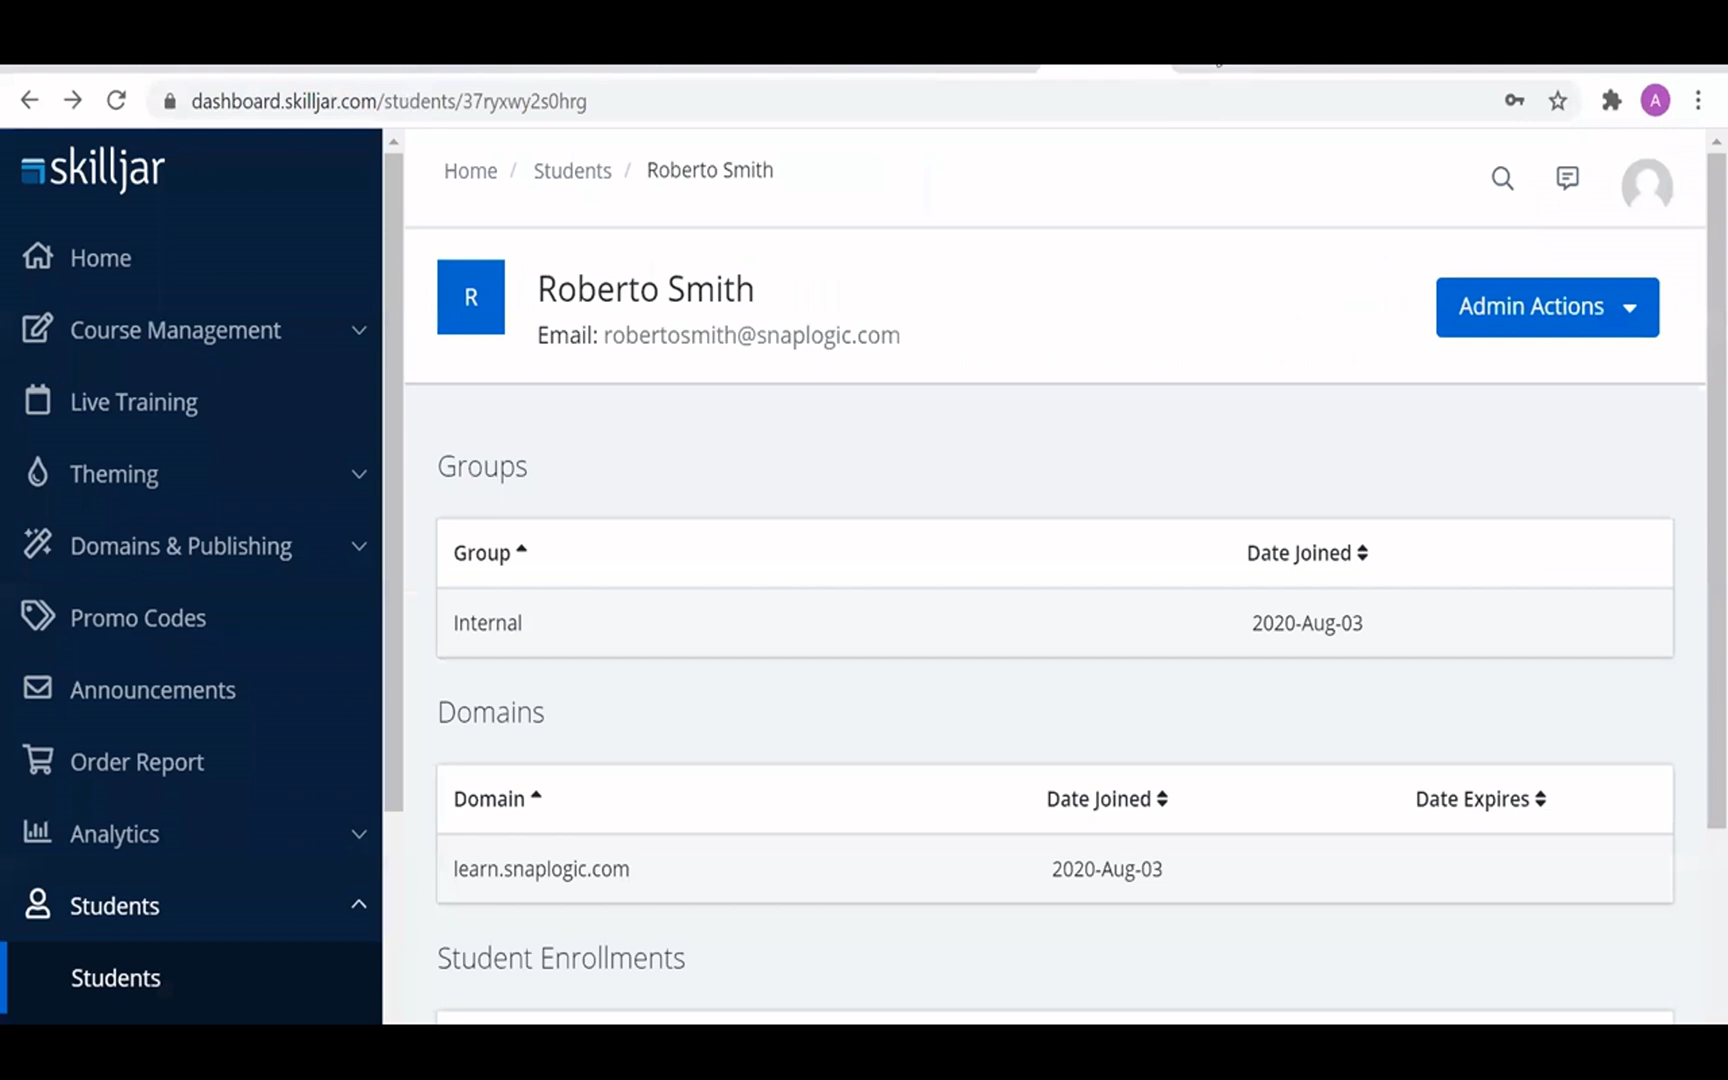 dashboard.skilljar.com/students/37ryxwy2s0hrg
A
skilljar
Home
Course Management
Live Training
Theming
Domains & Publishing
Promo Codes
Announcements
Order Report
Analytics
Students
Students
Home / Students / Roberto Smith
R
Roberto Smith
Email: robertosmith@snaplogic.com
Admin Actions
Groups
Group Date Joined
Internal 2020-Aug-03
Domains
Domain Date Joined Date Expires
learn.snaplogic.com 2020-Aug-03
Student Enrollments